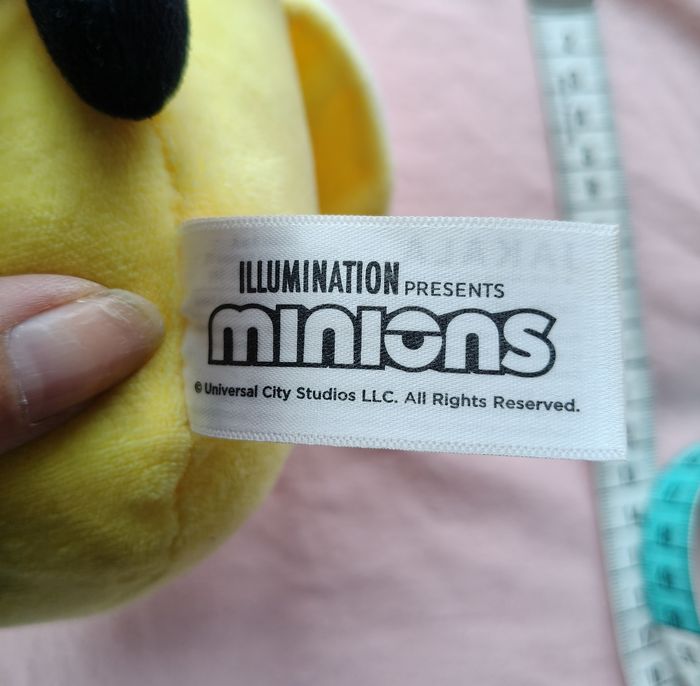 ILLUMINATION PRESENTS
minions
© Universal City Studios LLC. All Rights Reserved.